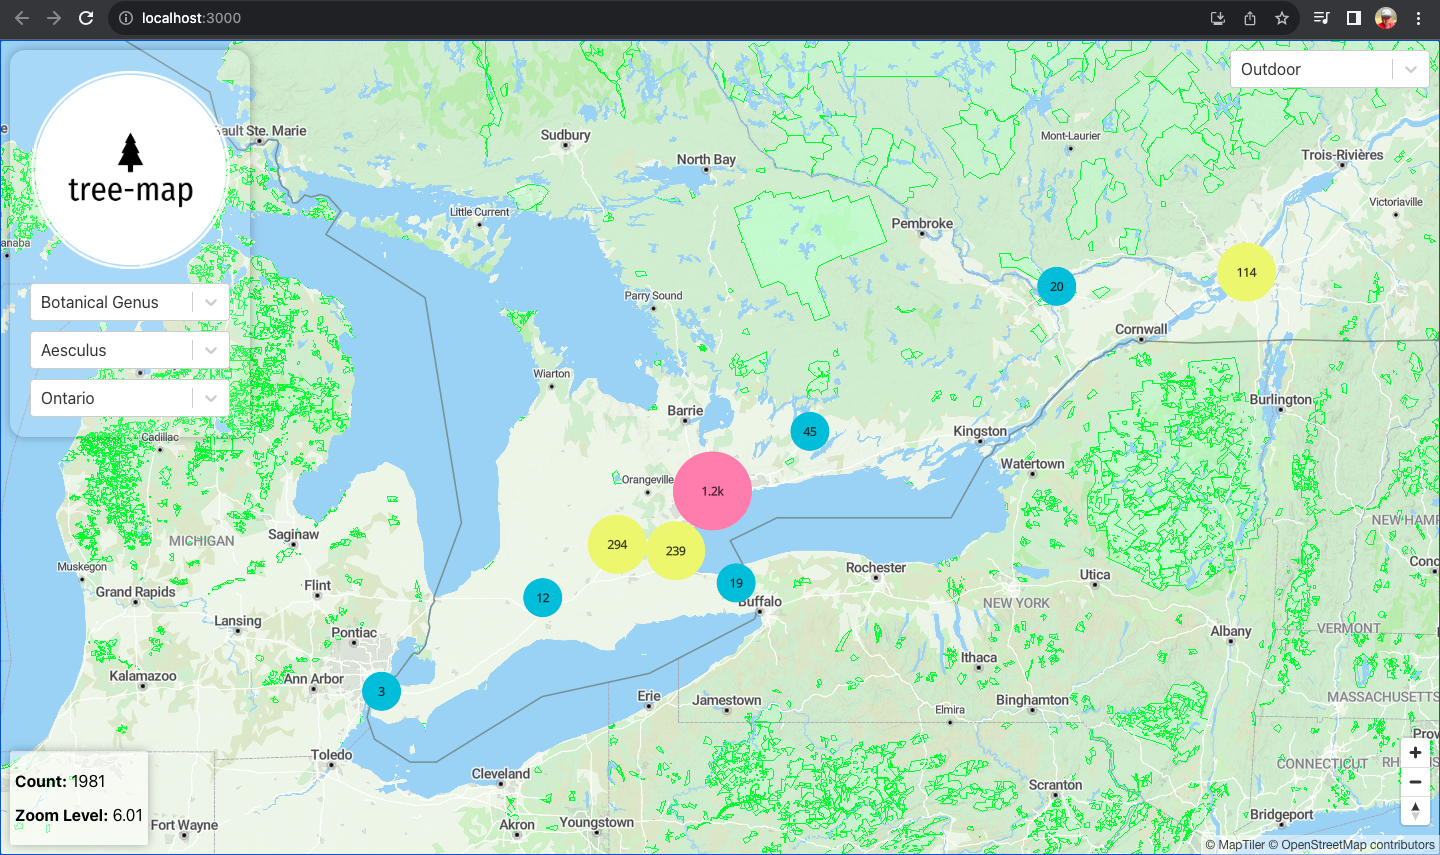 localhost:3000
Outdoor
tree-map
Botanical Genus
Aesculus
Ontario
Sault Ste. Marie
Sudbury
North Bay
Mont-Laurier
Trois-Rivières
Victoriaville
Little Current
Pembroke
anaba
Parry Sound
20
114
Cornwall
Wiarton
Barrie
Burlington
Cadillac
45
Kingston
Watertown
Orangeville
1.2k
MICHIGAN
Saginaw
294
239
NEW HAMP
Muskegon
Flint
Rochester
Utica
Conc
Grand Rapids
12
19
Buffalo
NEW YORK
Lansing
Pontiac
Albany
VERMONT
Ithaca
Kalamazoo
Ann Arbor
3
Erie
Jamestown
Elmira
Binghamton
MASSACHUSETTS
Toledo
Prov
Cleveland
CONNECTICUT
RH
Scranton
Count: 1981
Zoom Level: 6.01
Fort Wayne
Akron
Youngstown
Bridgeport
© MapTiler © OpenStreetMap contributors